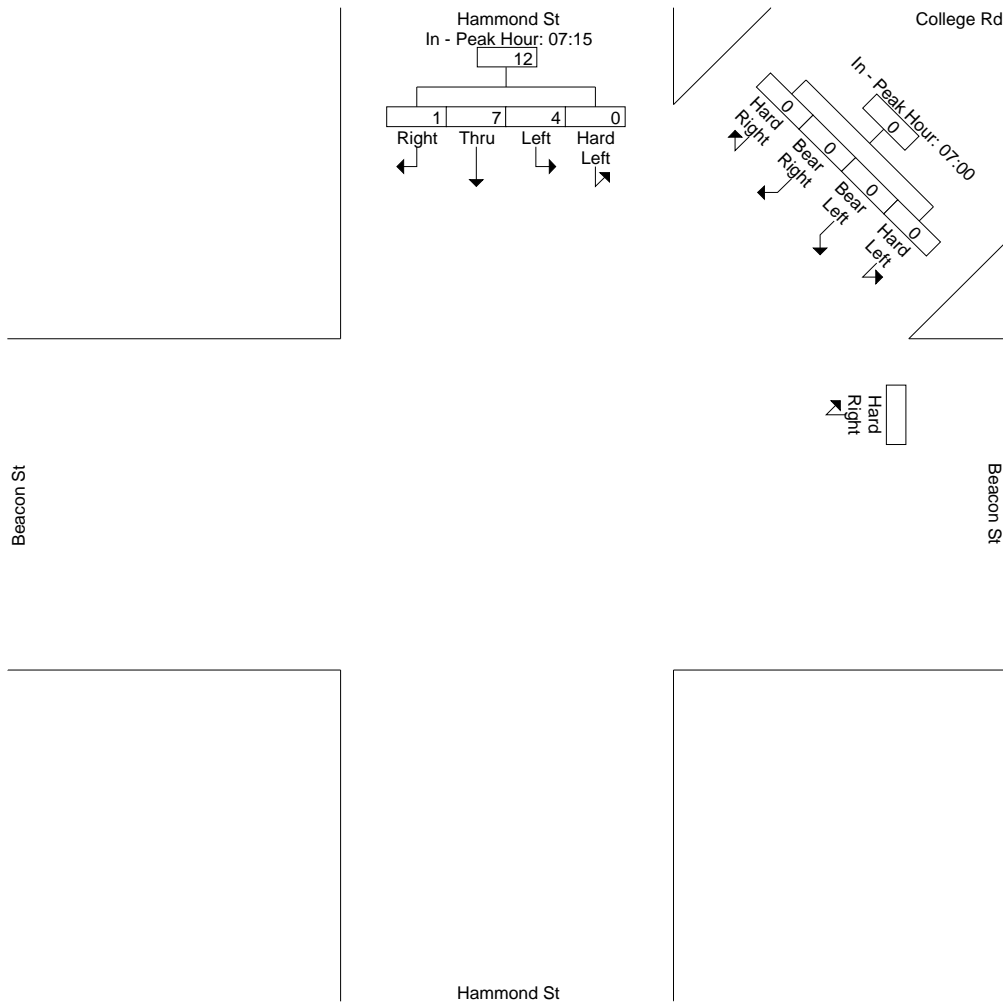 Hammond St
In - Peak Hour: 07:15
12
1 7 4 0
Right Thru Left Hard
Left
College Rd
In - Peak Hour: 07:00
0
0 0 0 0
Hard
Right
Bear
Right
Bear
Left
Hard
Left
Hard
Right
Beacon St
Beacon St
Hammond St